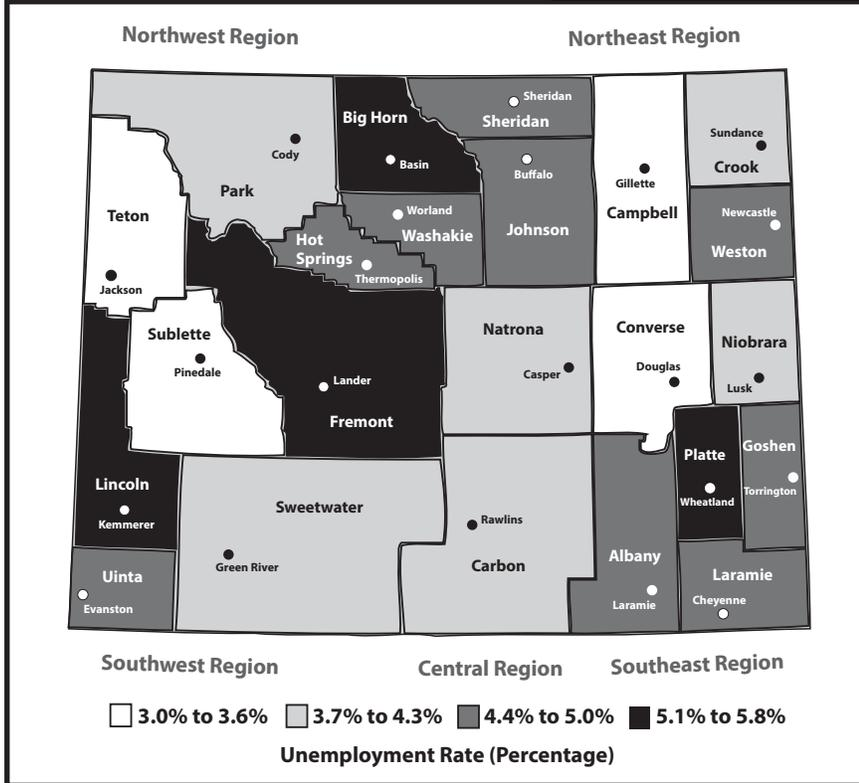 Northwest Region
Northeast Region
Big Horn
Basin
Sheridan
Sheridan
Cody
Park
Buffalo
Johnson
Gillette
Campbell
Sundance
Crook
Newcastle
Weston
Teton
Jackson
Worland
Washakie
Hot
Springs
Thermopolis
Sublette
Pinedale
Lander
Fremont
Natrona
Casper
Converse
Douglas
Niobrara
Lusk
Lincoln
Kemmerer
Platte
Wheatland
Goshen
Torrington
Sweetwater
Green River
Rawlins
Carbon
Albany
Laramie
Laramie
Cheyenne
Uinta
Evanston
Southwest Region
Central Region
Southeast Region
3.0% to 3.6% 3.7% to 4.3% 4.4% to 5.0% 5.1% to 5.8%
Unemployment Rate (Percentage)